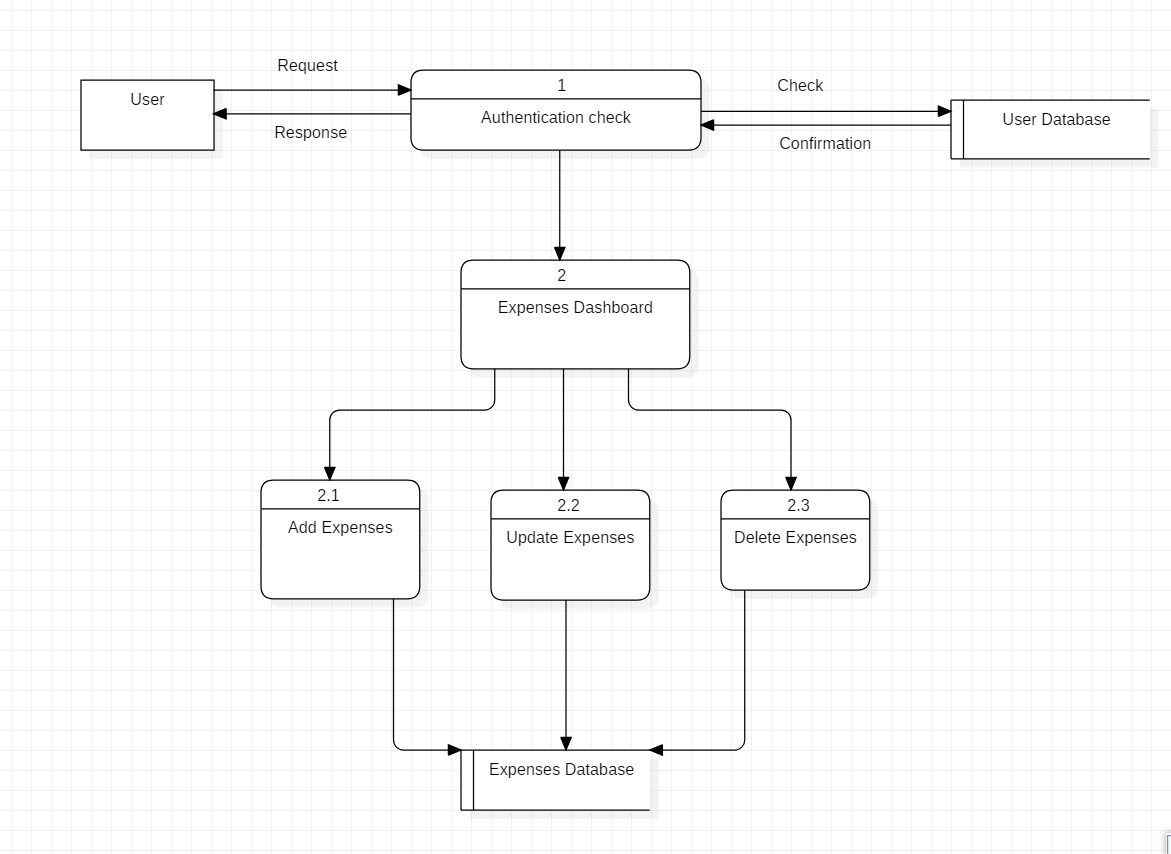 Request
User
Response
1
Authentication check
Check
Confirmation
User Database
2
Expenses Dashboard
2.1
Add Expenses
2.2
Update Expenses
2.3
Delete Expenses
Expenses Database